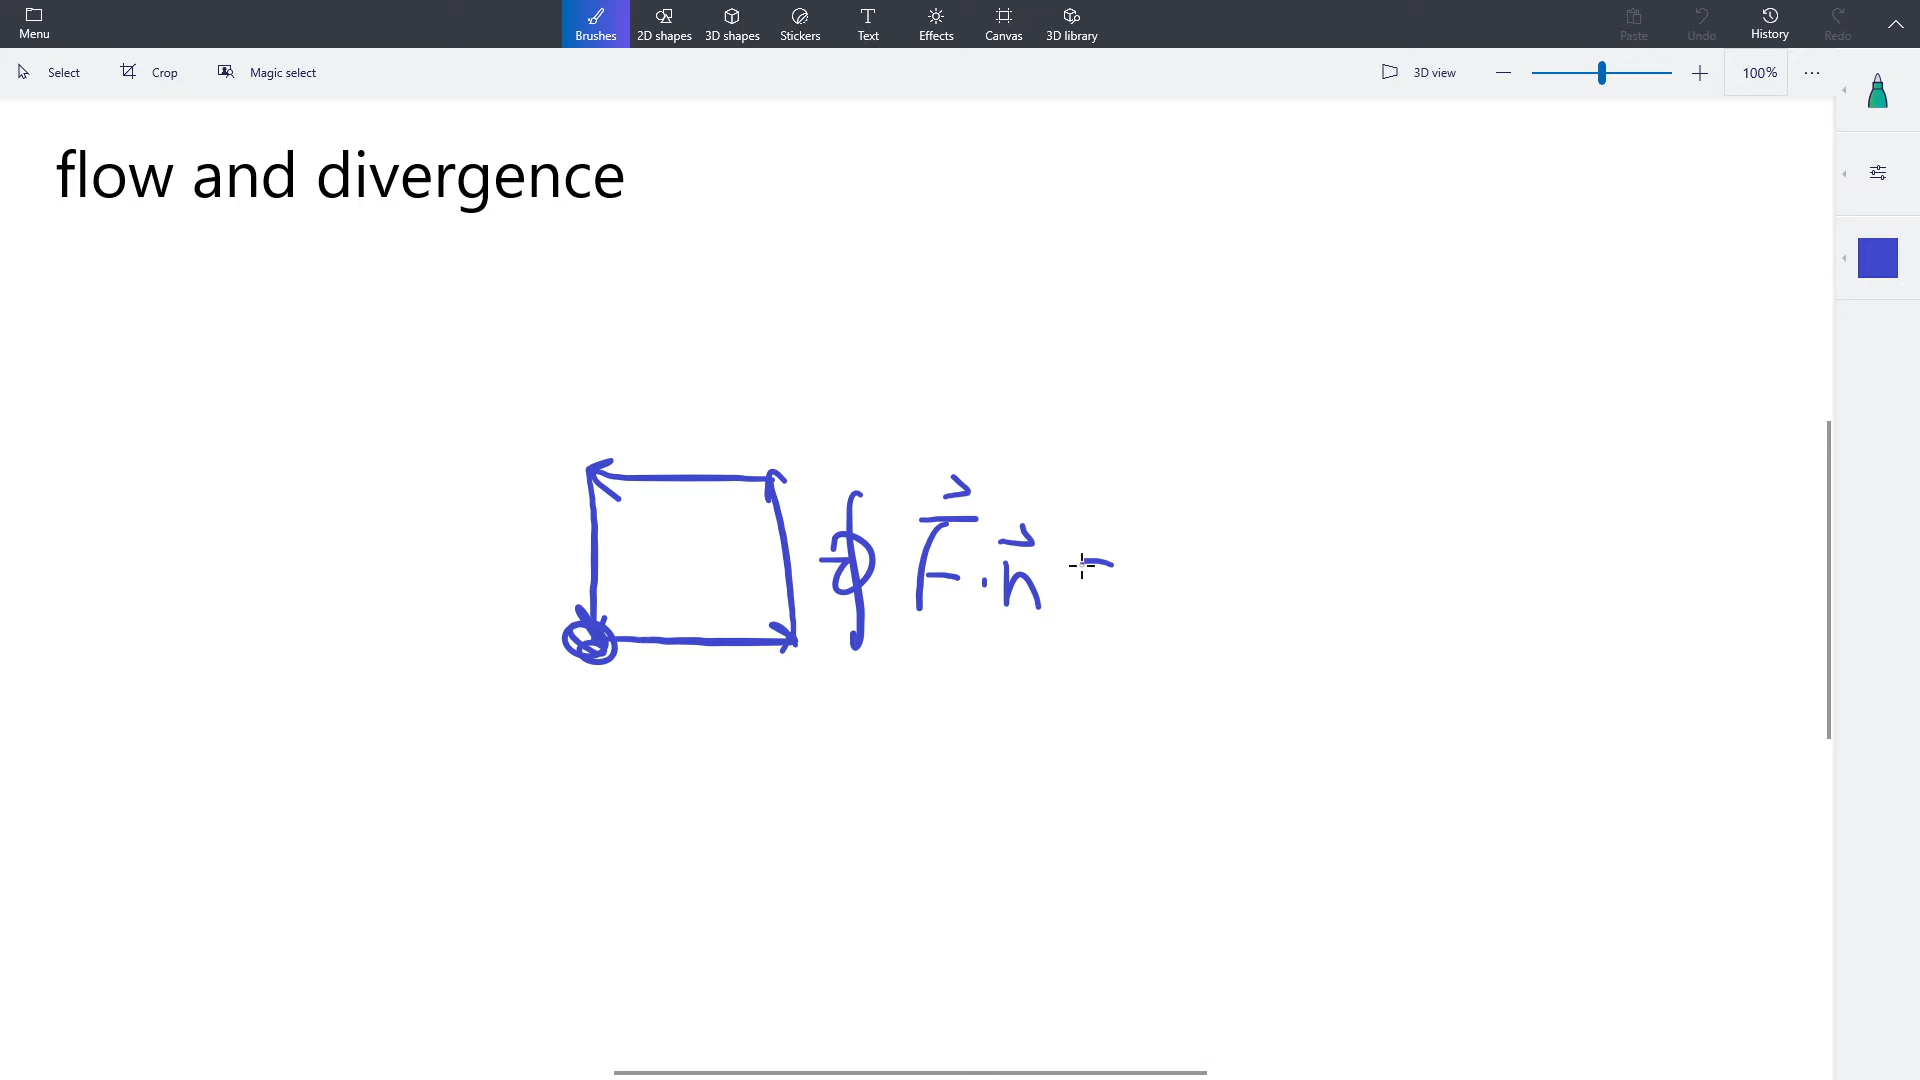 Menu
Brushes 2D shapes 3D shapes Stickers Text Effects Canvas 3D library
Paste Undo History Redo
Select Crop Magic select 3D view 100%
flow and divergence
∮ F⃗ · n⃗